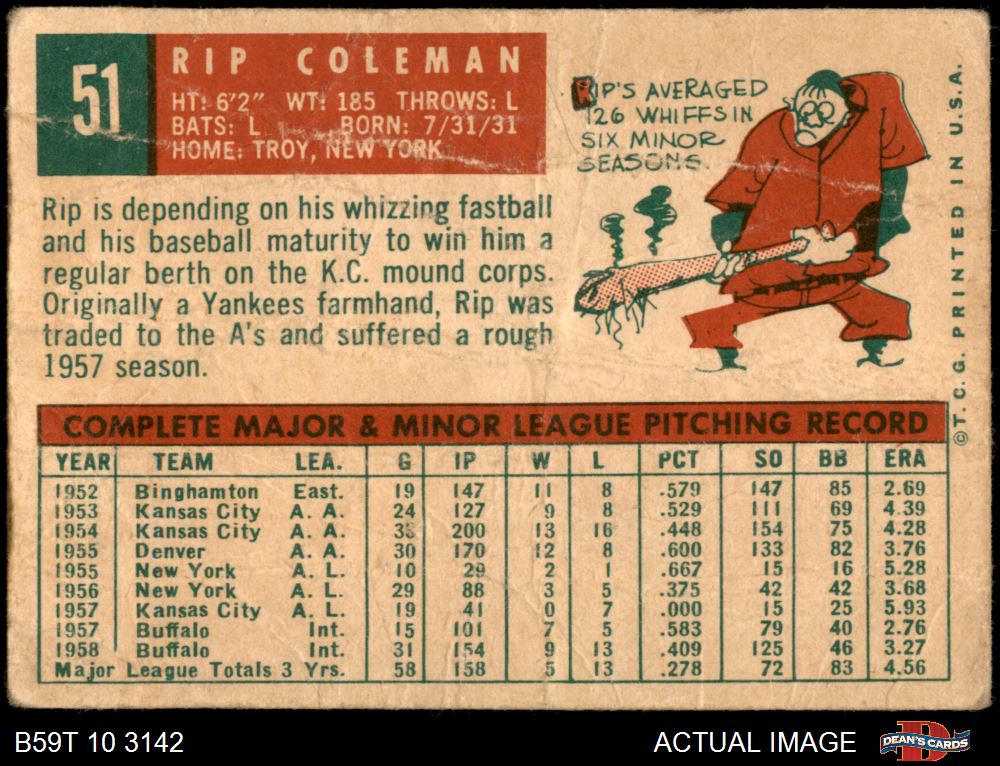 51
RIP COLEMAN
HT: 6'2" WT: 185 THROWS: L
BATS: L BORN: 7/31/31
HOME: TROY, NEW YORK
RIP'S AVERAGED
126 WHIFFS IN
SIX MINOR
SEASONS.
Rip is depending on his whizzing fastball
and his baseball maturity to win him a
regular berth on the K.C. mound corps.
Originally a Yankees farmhand, Rip was
traded to the A's and suffered a rough
1957 season.
©T.C.G. PRINTED IN U.S.A.
COMPLETE MAJOR & MINOR LEAGUE PITCHING RECORD
YEAR TEAM LEA. G IP W L PCT SO BB ERA
1952 Binghamton East. 19 147 11 8 .579 147 85 2.69
1953 Kansas City A. A. 24 127 9 8 .529 111 69 4.39
1954 Kansas City A. A. 35 200 13 16 .448 154 75 4.28
1955 Denver A. A. 30 170 12 8 .600 133 82 3.76
1955 New York A. L. 10 29 2 1 .667 15 16 5.28
1956 New York A. L. 29 88 3 5 .375 42 42 3.68
1957 Kansas City A. L. 19 41 0 7 .000 15 25 5.93
1957 Buffalo Int. 15 101 7 5 .583 79 40 2.76
1958 Buffalo Int. 31 154 9 13 .409 125 46 3.27
Major League Totals 3 Yrs. 58 158 5 13 .278 72 83 4.56
B59T 10 3142
ACTUAL IMAGE
D
DEAN'S CARDS